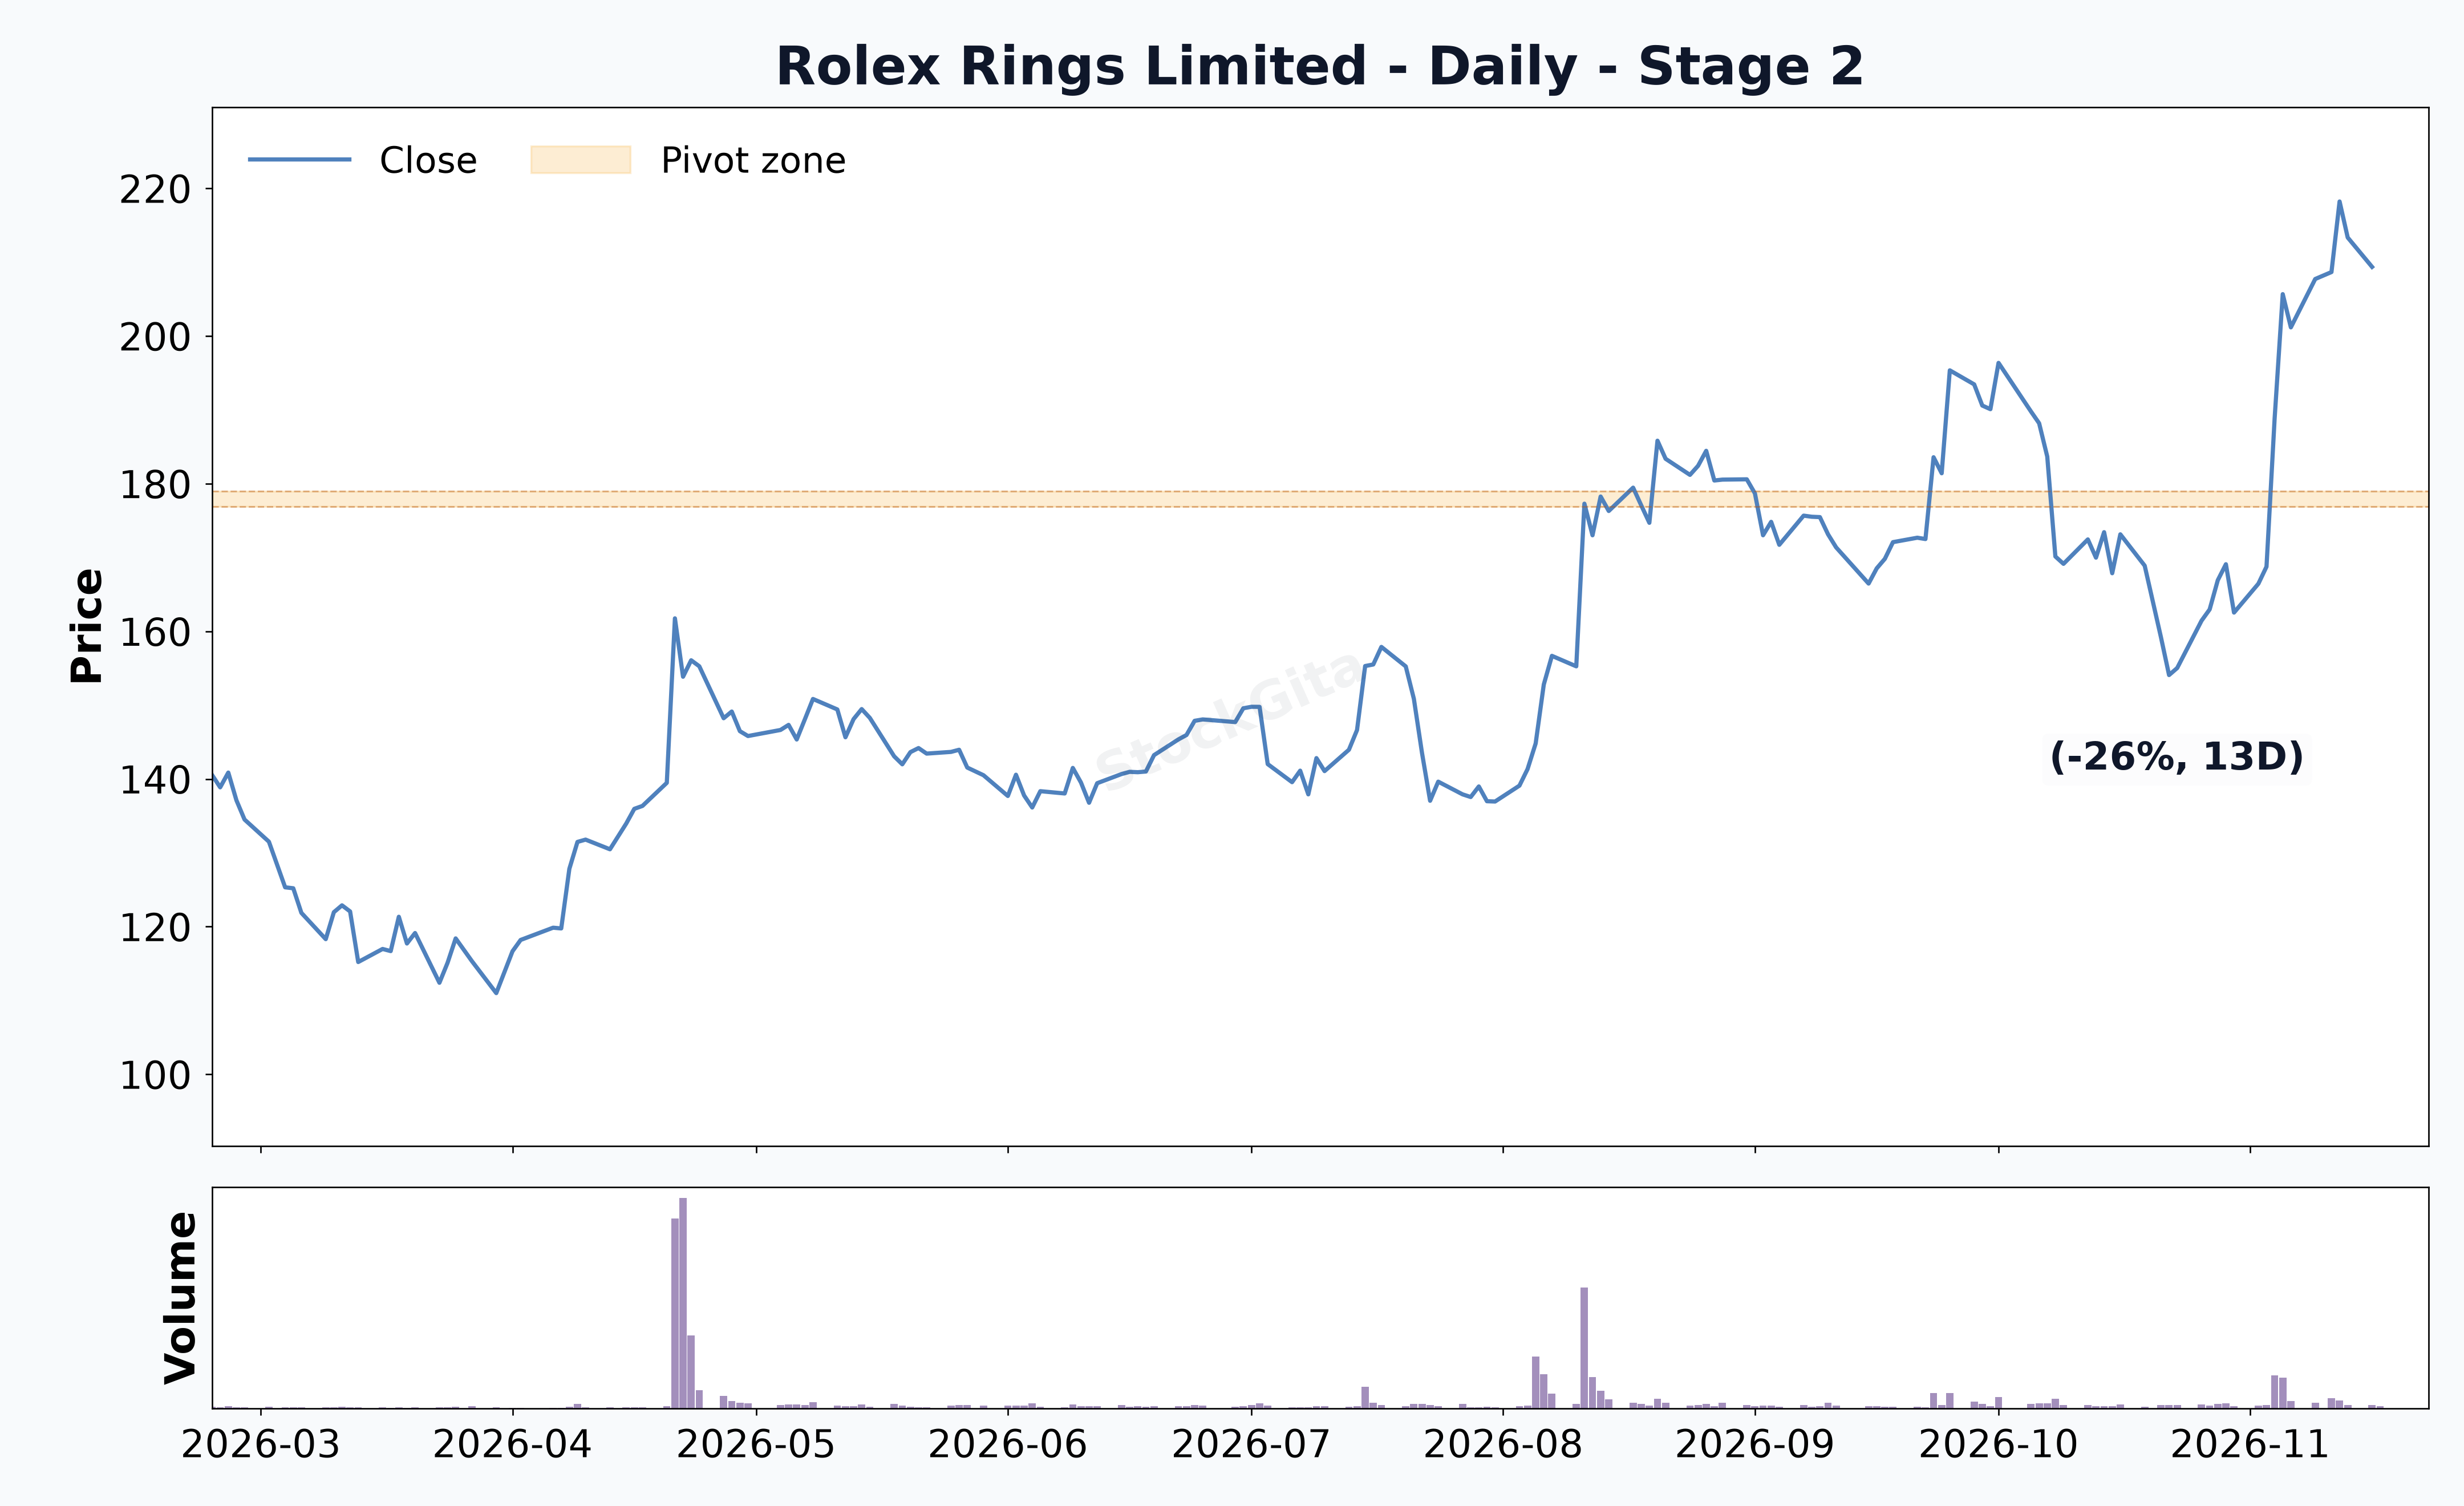 Rolex Rings Limited - Daily - Stage 2
Close
Pivot zone
220
200
180
160
140
120
100
Price
StockGita
(-26%, 13D)
Volume
2026-03
2026-04
2026-05
2026-06
2026-07
2026-08
2026-09
2026-10
2026-11